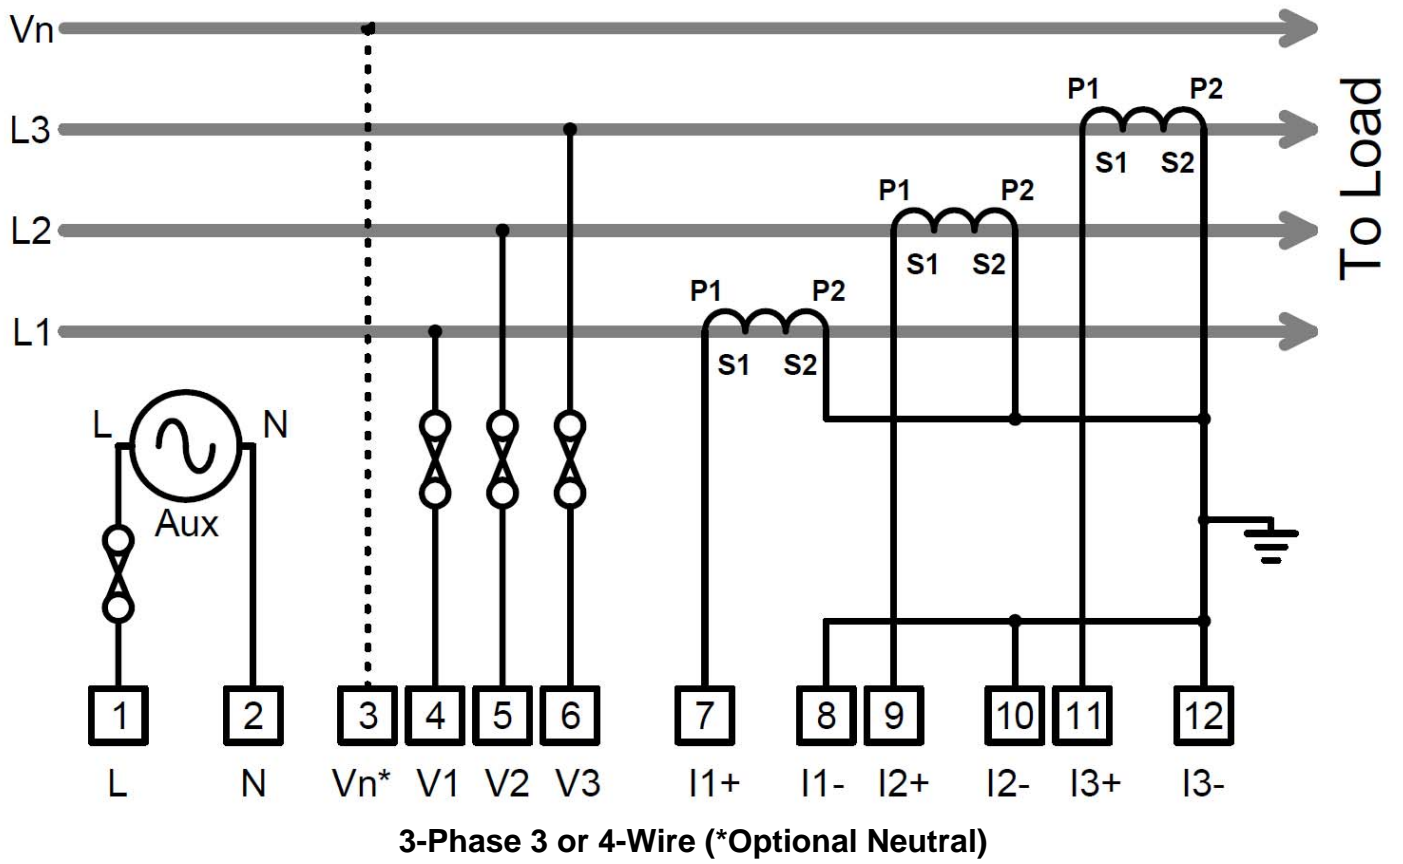 Vn
P1 P2
L3
S1 S2
P1 P2
L2
S1 S2
P1 P2
L1
S1 S2
To Load
L N
Aux
1 2 3 4 5 6 7 8 9 10 11 12
L N Vn* V1 V2 V3 I1+ I1- I2+ I2- I3+ I3-
3-Phase 3 or 4-Wire (*Optional Neutral)